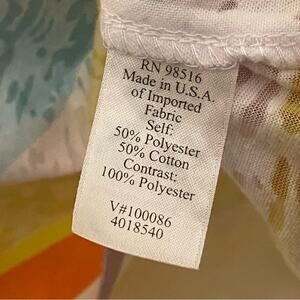 RN 98516
Made in U.S.A.
of Imported
Fabric
Self:
50% Polyester
50% Cotton
Contrast:
100% Polyester
V#100086
4018540